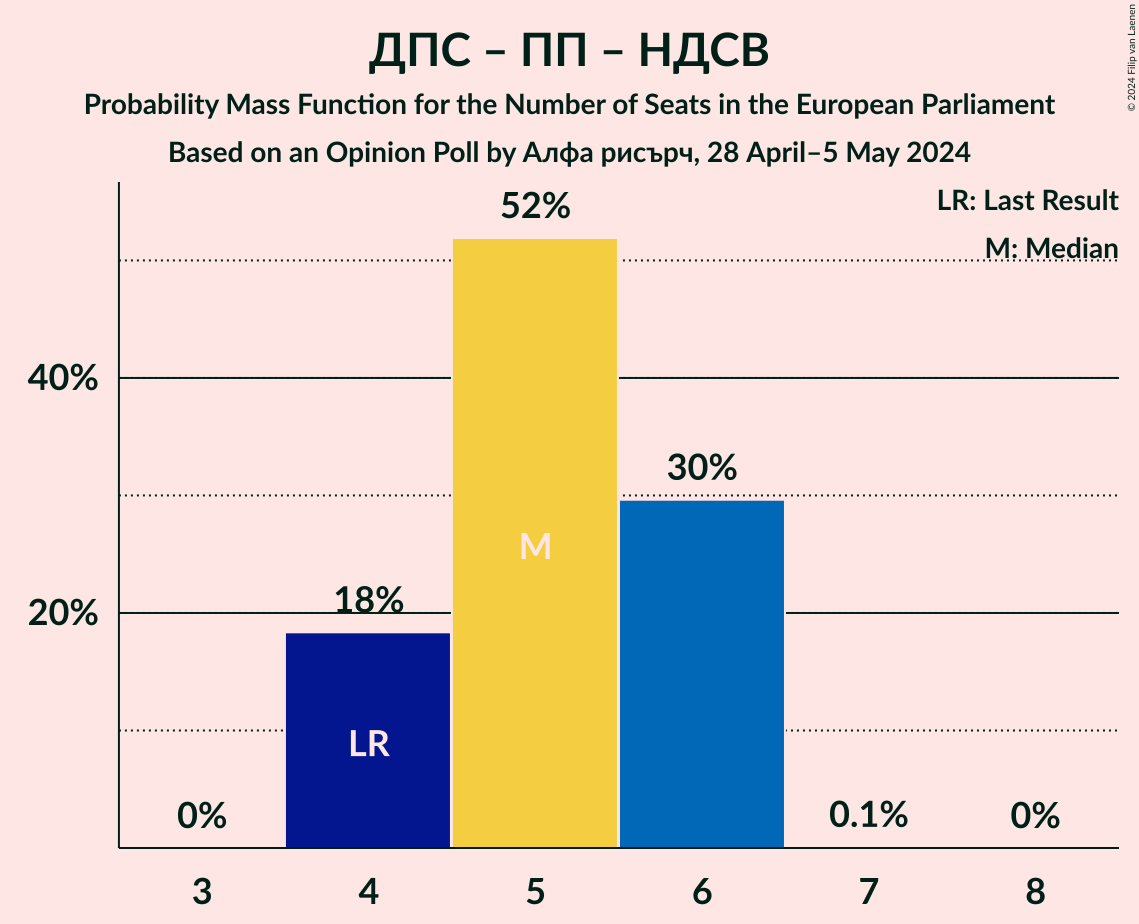 ДПС – ПП – НДСВ
Probability Mass Function for the Number of Seats in the European Parliament
Based on an Opinion Poll by Алфа рисърч, 28 April–5 May 2024
© 2024 Filip van Laenen
LR: Last Result
M: Median
52%
40%
30%
M
18%
20%
LR
0%
0.1%
0%
3
4
5
6
7
8